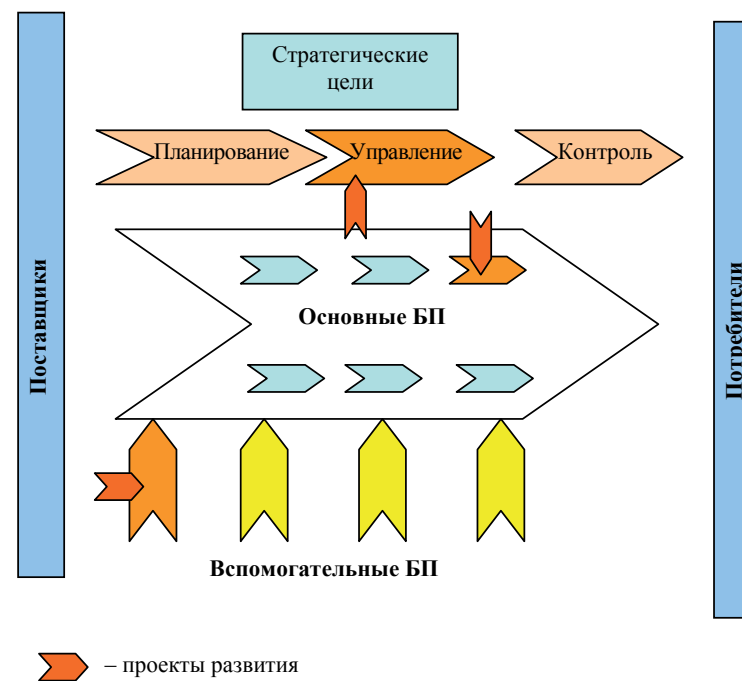 Стратегические
цели
Планирование
Управление
Контроль
Поставщики
Основные БП
Потребители
Вспомогательные БП
– проекты развития